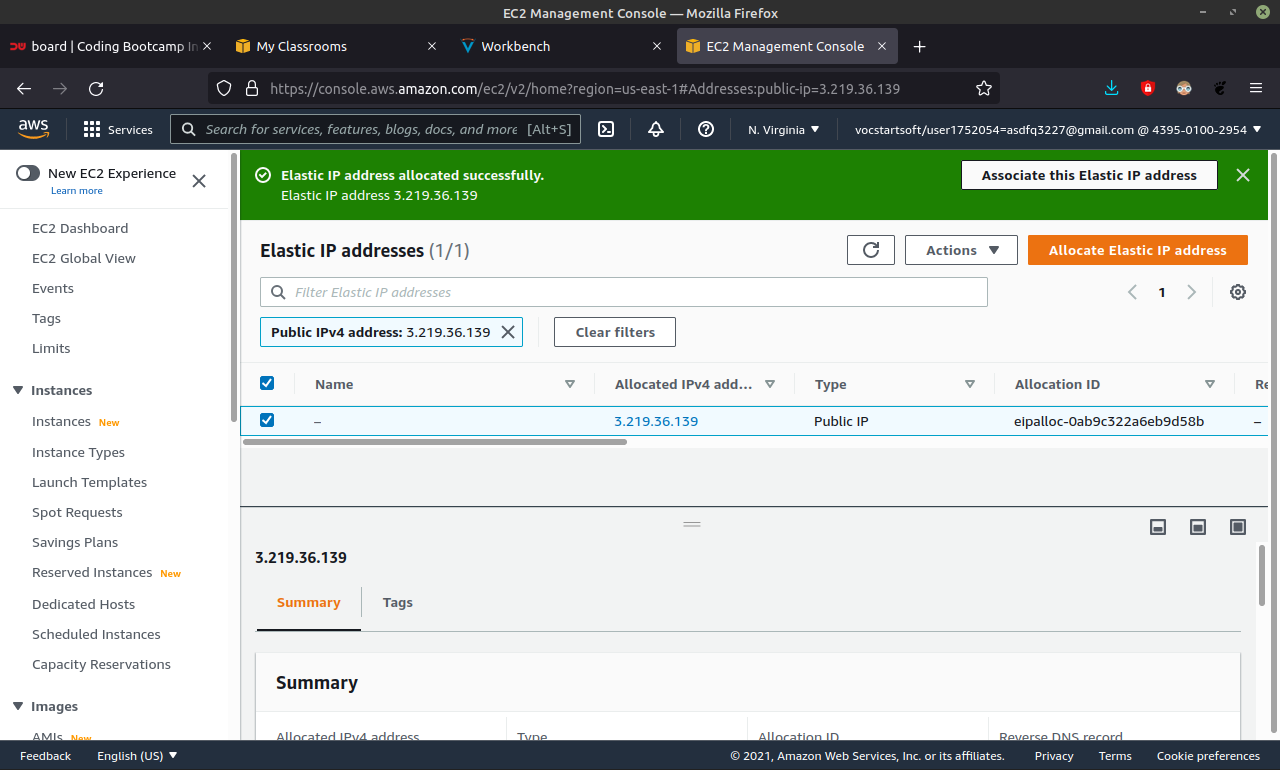 EC2 Management Console — Mozilla Firefox
board | Coding Bootcamp In
My Classrooms
Workbench
EC2 Management Console
https://console.aws.amazon.com/ec2/v2/home?region=us-east-1#Addresses:public-ip=3.219.36.139
aws
Services
Search for services, features, blogs, docs, and more [Alt+S]
N. Virginia
vocstartsoft/user1752054=asdfq3227@gmail.com @ 4395-0100-2954
New EC2 Experience
Learn more
EC2 Dashboard
EC2 Global View
Events
Tags
Limits
Instances
Instances New
Instance Types
Launch Templates
Spot Requests
Savings Plans
Reserved Instances New
Dedicated Hosts
Scheduled Instances
Capacity Reservations
Images
AMIs New
Elastic IP address allocated successfully.
Elastic IP address 3.219.36.139
Associate this Elastic IP address
Elastic IP addresses (1/1)
Actions
Allocate Elastic IP address
Filter Elastic IP addresses
1
Public IPv4 address: 3.219.36.139
Clear filters
Name Allocated IPv4 add... Type Allocation ID Re
– 3.219.36.139 Public IP eipalloc-0ab9c322a6eb9d58b –
3.219.36.139
Summary Tags
Summary
Allocated IPv4 address Type Allocation ID Reverse DNS record
Feedback English (US) © 2021, Amazon Web Services, Inc. or its affiliates. Privacy Terms Cookie preferences